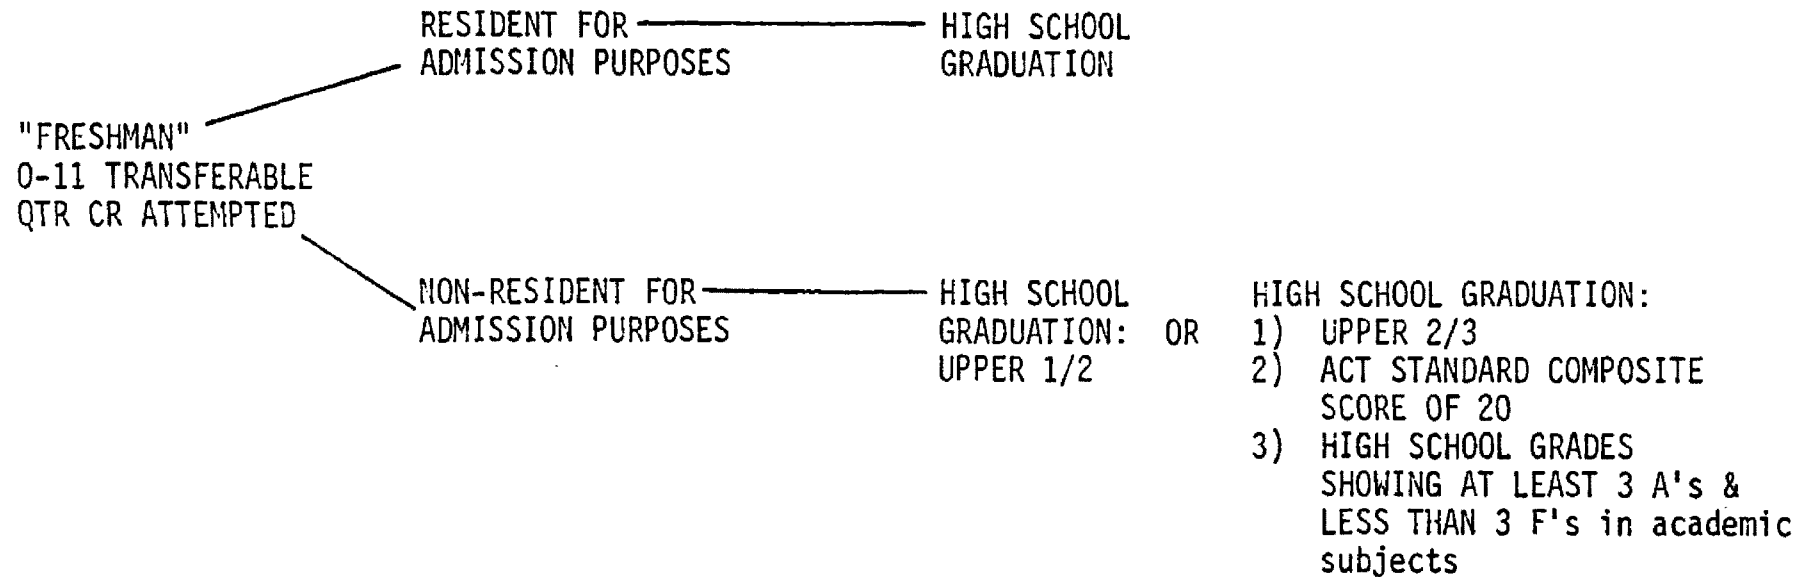 RESIDENT FOR
ADMISSION PURPOSES
HIGH SCHOOL
GRADUATION
"FRESHMAN"
0-11 TRANSFERABLE
QTR CR ATTEMPTED
NON-RESIDENT FOR
ADMISSION PURPOSES
HIGH SCHOOL
GRADUATION: OR
UPPER 1/2
HIGH SCHOOL GRADUATION:
1) UPPER 2/3
2) ACT STANDARD COMPOSITE
SCORE OF 20
3) HIGH SCHOOL GRADES
SHOWING AT LEAST 3 A's &
LESS THAN 3 F's in academic
subjects